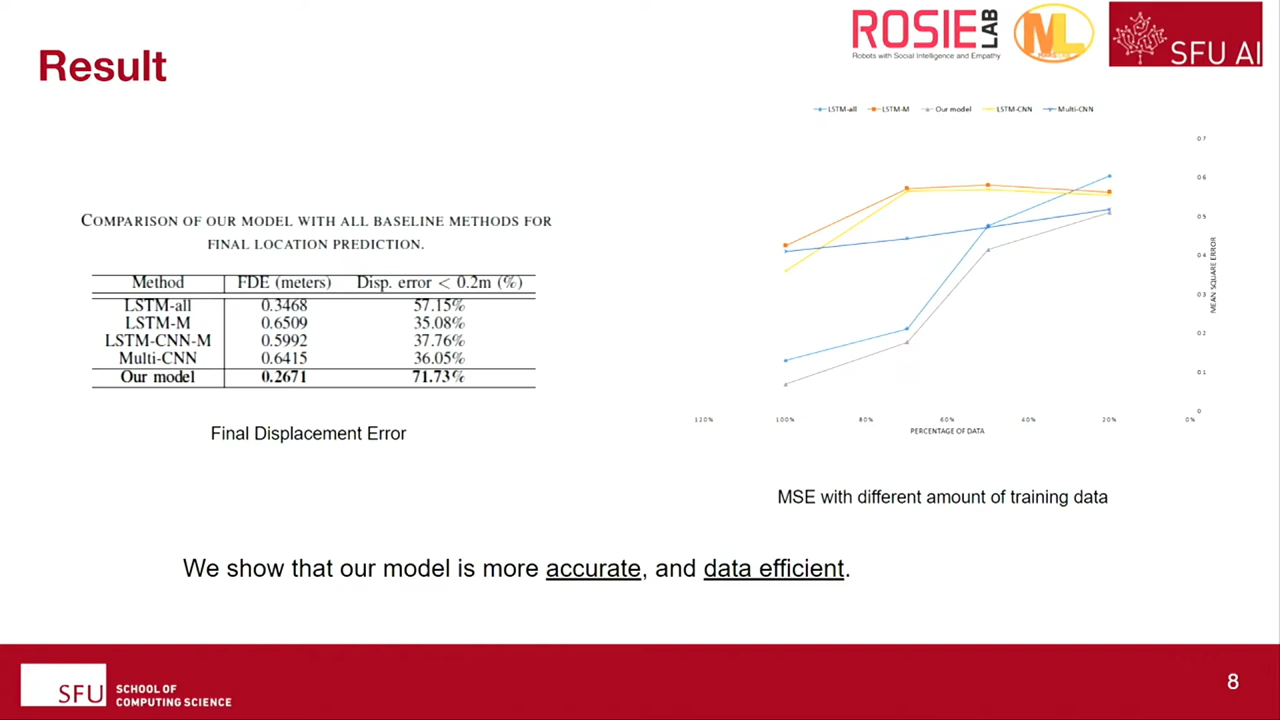 ROSIE LAB
Robots with Social Intelligence and Empathy
ML
SFU AI
Result
LSTM-all LSTM-M Our model LSTM-CNN Multi-CNN
COMPARISON OF OUR MODEL WITH ALL BASELINE METHODS FOR
FINAL LOCATION PREDICTION.
Method FDE (meters) Disp. error < 0.2m (%)
LSTM-all 0.3468 57.15%
LSTM-M 0.6509 35.08%
LSTM-CNN-M 0.5992 37.76%
Multi-CNN 0.6415 36.05%
Our model 0.2671 71.73%
Final Displacement Error
0.7
0.6
0.5
0.4
0.3
0.2
0.1
0
MEAN SQUARE ERROR
120% 100% 80% 60% 40% 20% 0%
PERCENTAGE OF DATA
MSE with different amount of training data
We show that our model is more accurate, and data efficient.
SFU
SCHOOL OF
COMPUTING SCIENCE
8